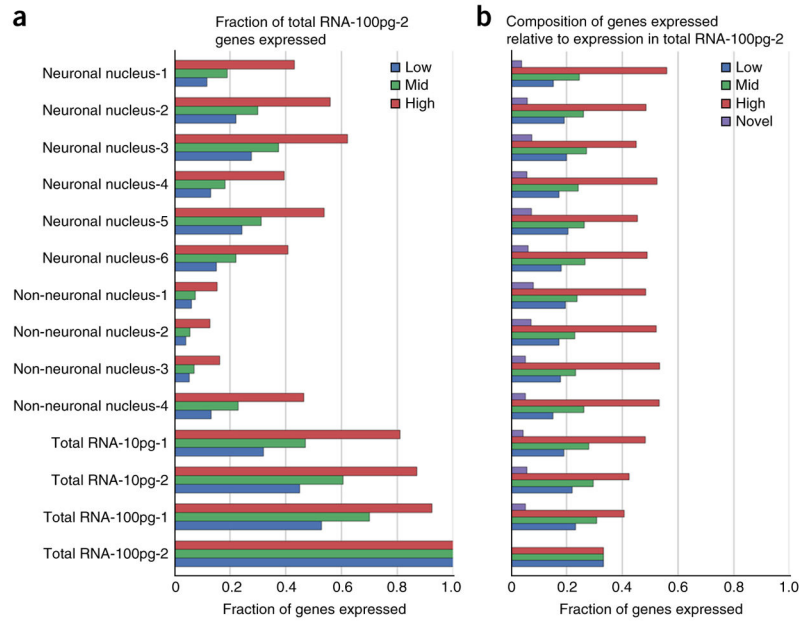 a
Fraction of total RNA-100pg-2
genes expressed
Low
Mid
High
Neuronal nucleus-1
Neuronal nucleus-2
Neuronal nucleus-3
Neuronal nucleus-4
Neuronal nucleus-5
Neuronal nucleus-6
Non-neuronal nucleus-1
Non-neuronal nucleus-2
Non-neuronal nucleus-3
Non-neuronal nucleus-4
Total RNA-10pg-1
Total RNA-10pg-2
Total RNA-100pg-1
Total RNA-100pg-2
0 0.2 0.4 0.6 0.8 1.0
Fraction of genes expressed
b
Composition of genes expressed
relative to expression in total RNA-100pg-2
Low
Mid
High
Novel
0 0.2 0.4 0.6 0.8 1.0
Fraction of genes expressed